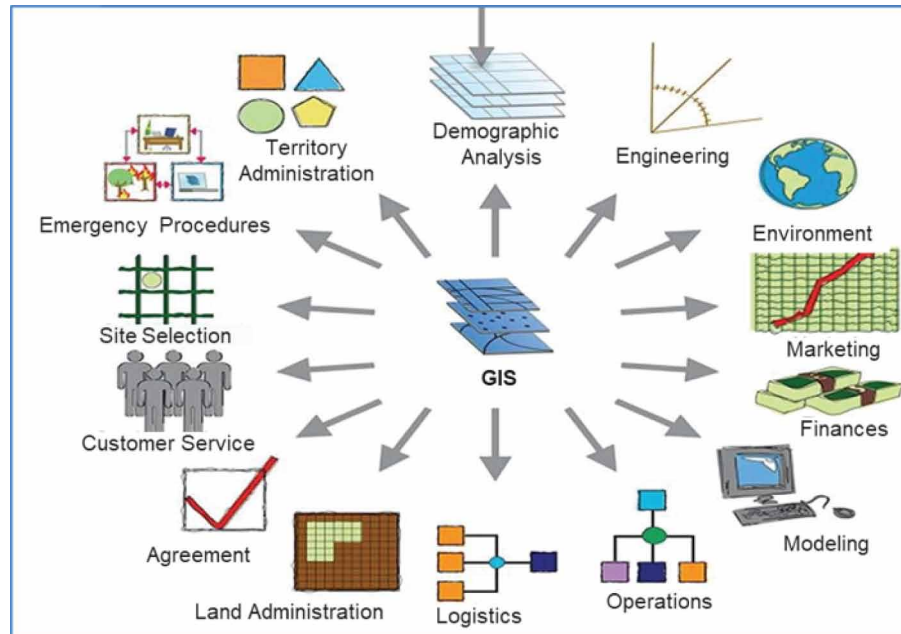 Territory
Administration
Demographic
Analysis
Engineering
Emergency Procedures
Environment
Site Selection
Marketing
GIS
Customer Service
Finances
Agreement
Modeling
Land Administration
Logistics
Operations